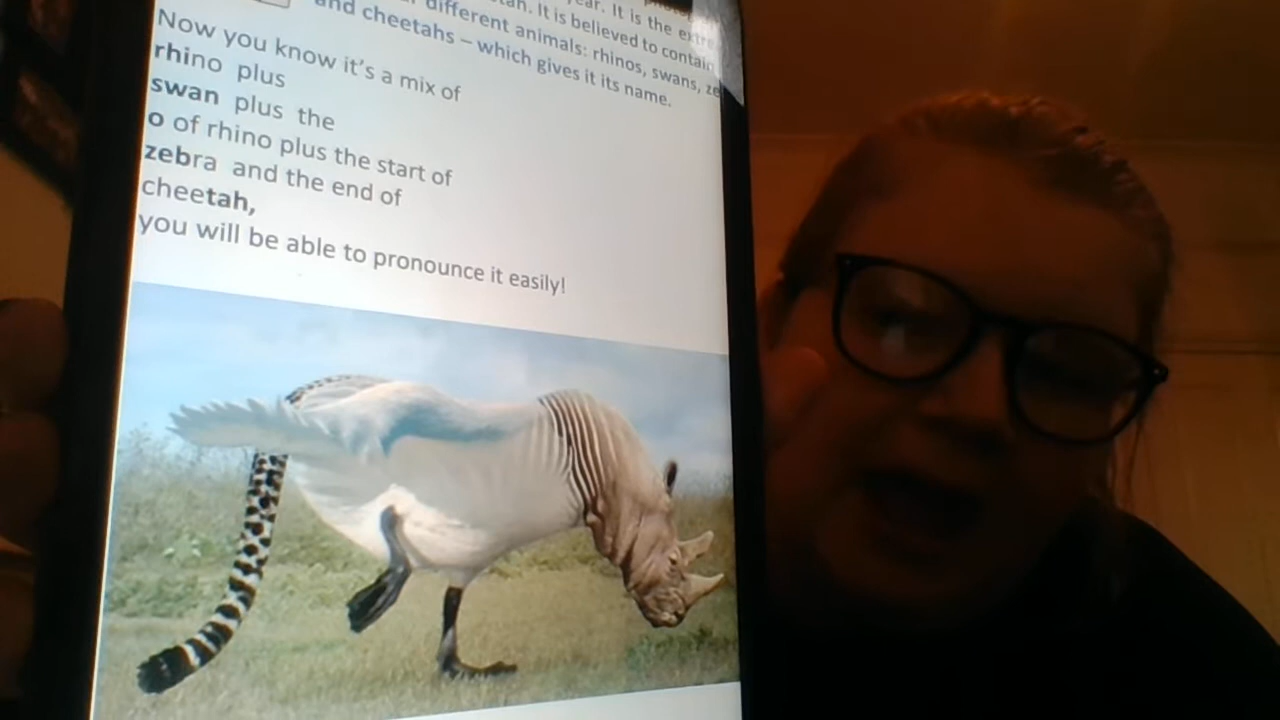 ear. It is the extre
tan. It is believed to contain
different animals: rhinos, swans, ze
and cheetahs – which gives it its name.
Now you know it's a mix of
rhino plus
swan plus the
o of rhino plus the start of
zebra and the end of
cheetah,
you will be able to pronounce it easily!